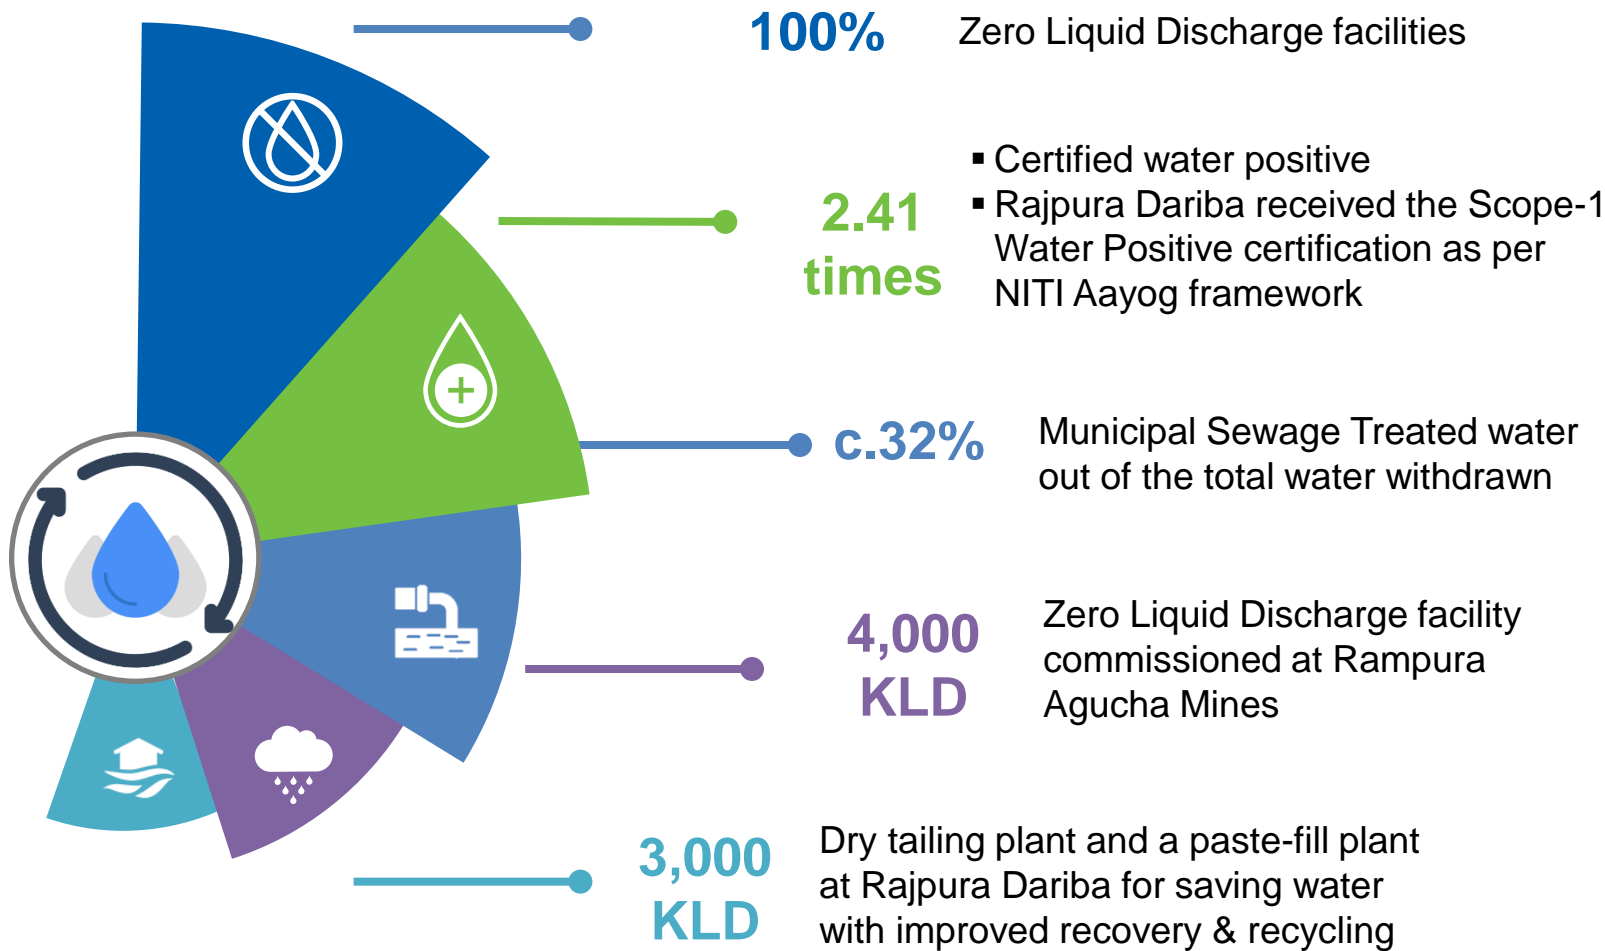 100%
Zero Liquid Discharge facilities
2.41
times
▪ Certified water positive
▪ Rajpura Dariba received the Scope-1
Water Positive certification as per
NITI Aayog framework
c.32%
Municipal Sewage Treated water
out of the total water withdrawn
4,000
KLD
Zero Liquid Discharge facility
commissioned at Rampura
Agucha Mines
3,000
KLD
Dry tailing plant and a paste-fill plant
at Rajpura Dariba for saving water
with improved recovery & recycling